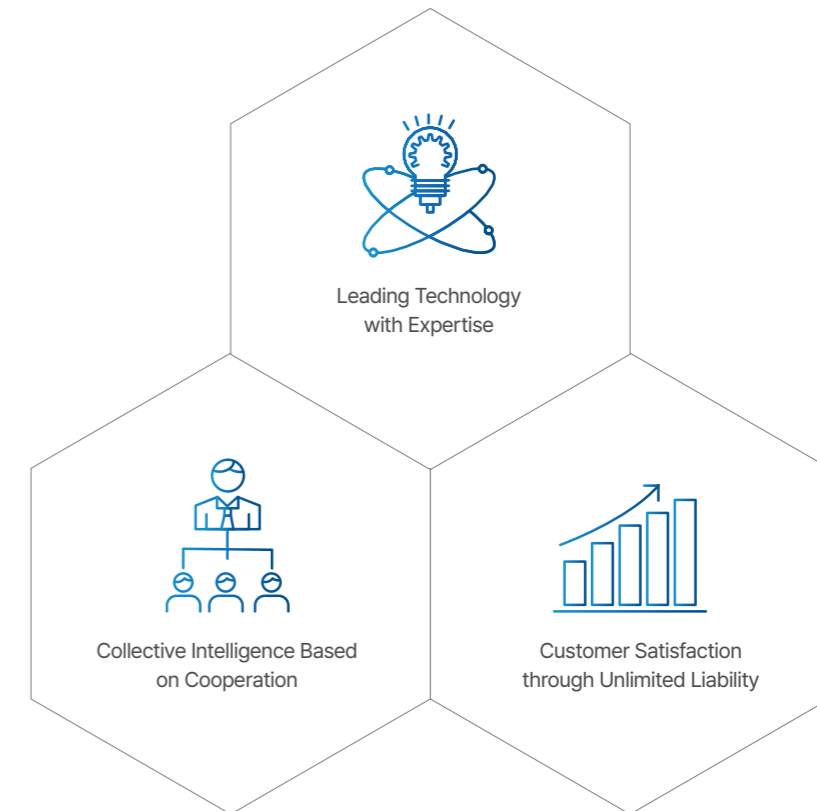 Leading Technology
with Expertise
Collective Intelligence Based
on Cooperation
Customer Satisfaction
through Unlimited Liability